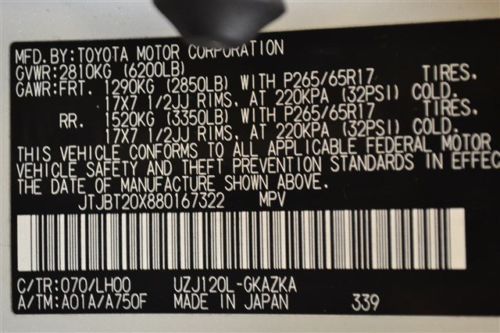 MFD.BY:TOYOTA MOTOR CORPORATION
GVWR:2810KG (6200LB)
GAWR:FRT. 1290KG (2850LB) WITH P265/65R17 TIRES.
17X7 1/2JJ RIMS. AT 220KPA (32PSI) COLD.
RR. 1520KG (3350LB) WITH P265/65R17 TIRES.
17X7 1/2JJ RIMS. AT 220KPA (32PSI) COLD.
THIS VEHICLE CONFORMS TO ALL APPLICABLE FEDERAL MOTOR
VEHICLE SAFETY AND THEFT PREVENTION STANDARDS IN EFFEC
DATE OF MANUFACTURE SHOWN ABOVE.
JTJBT20X880167322 MPV
C/TR:070/LH00 UZJ120L-GKAZKA
A/TM:A01A/A750F MADE IN JAPAN 339